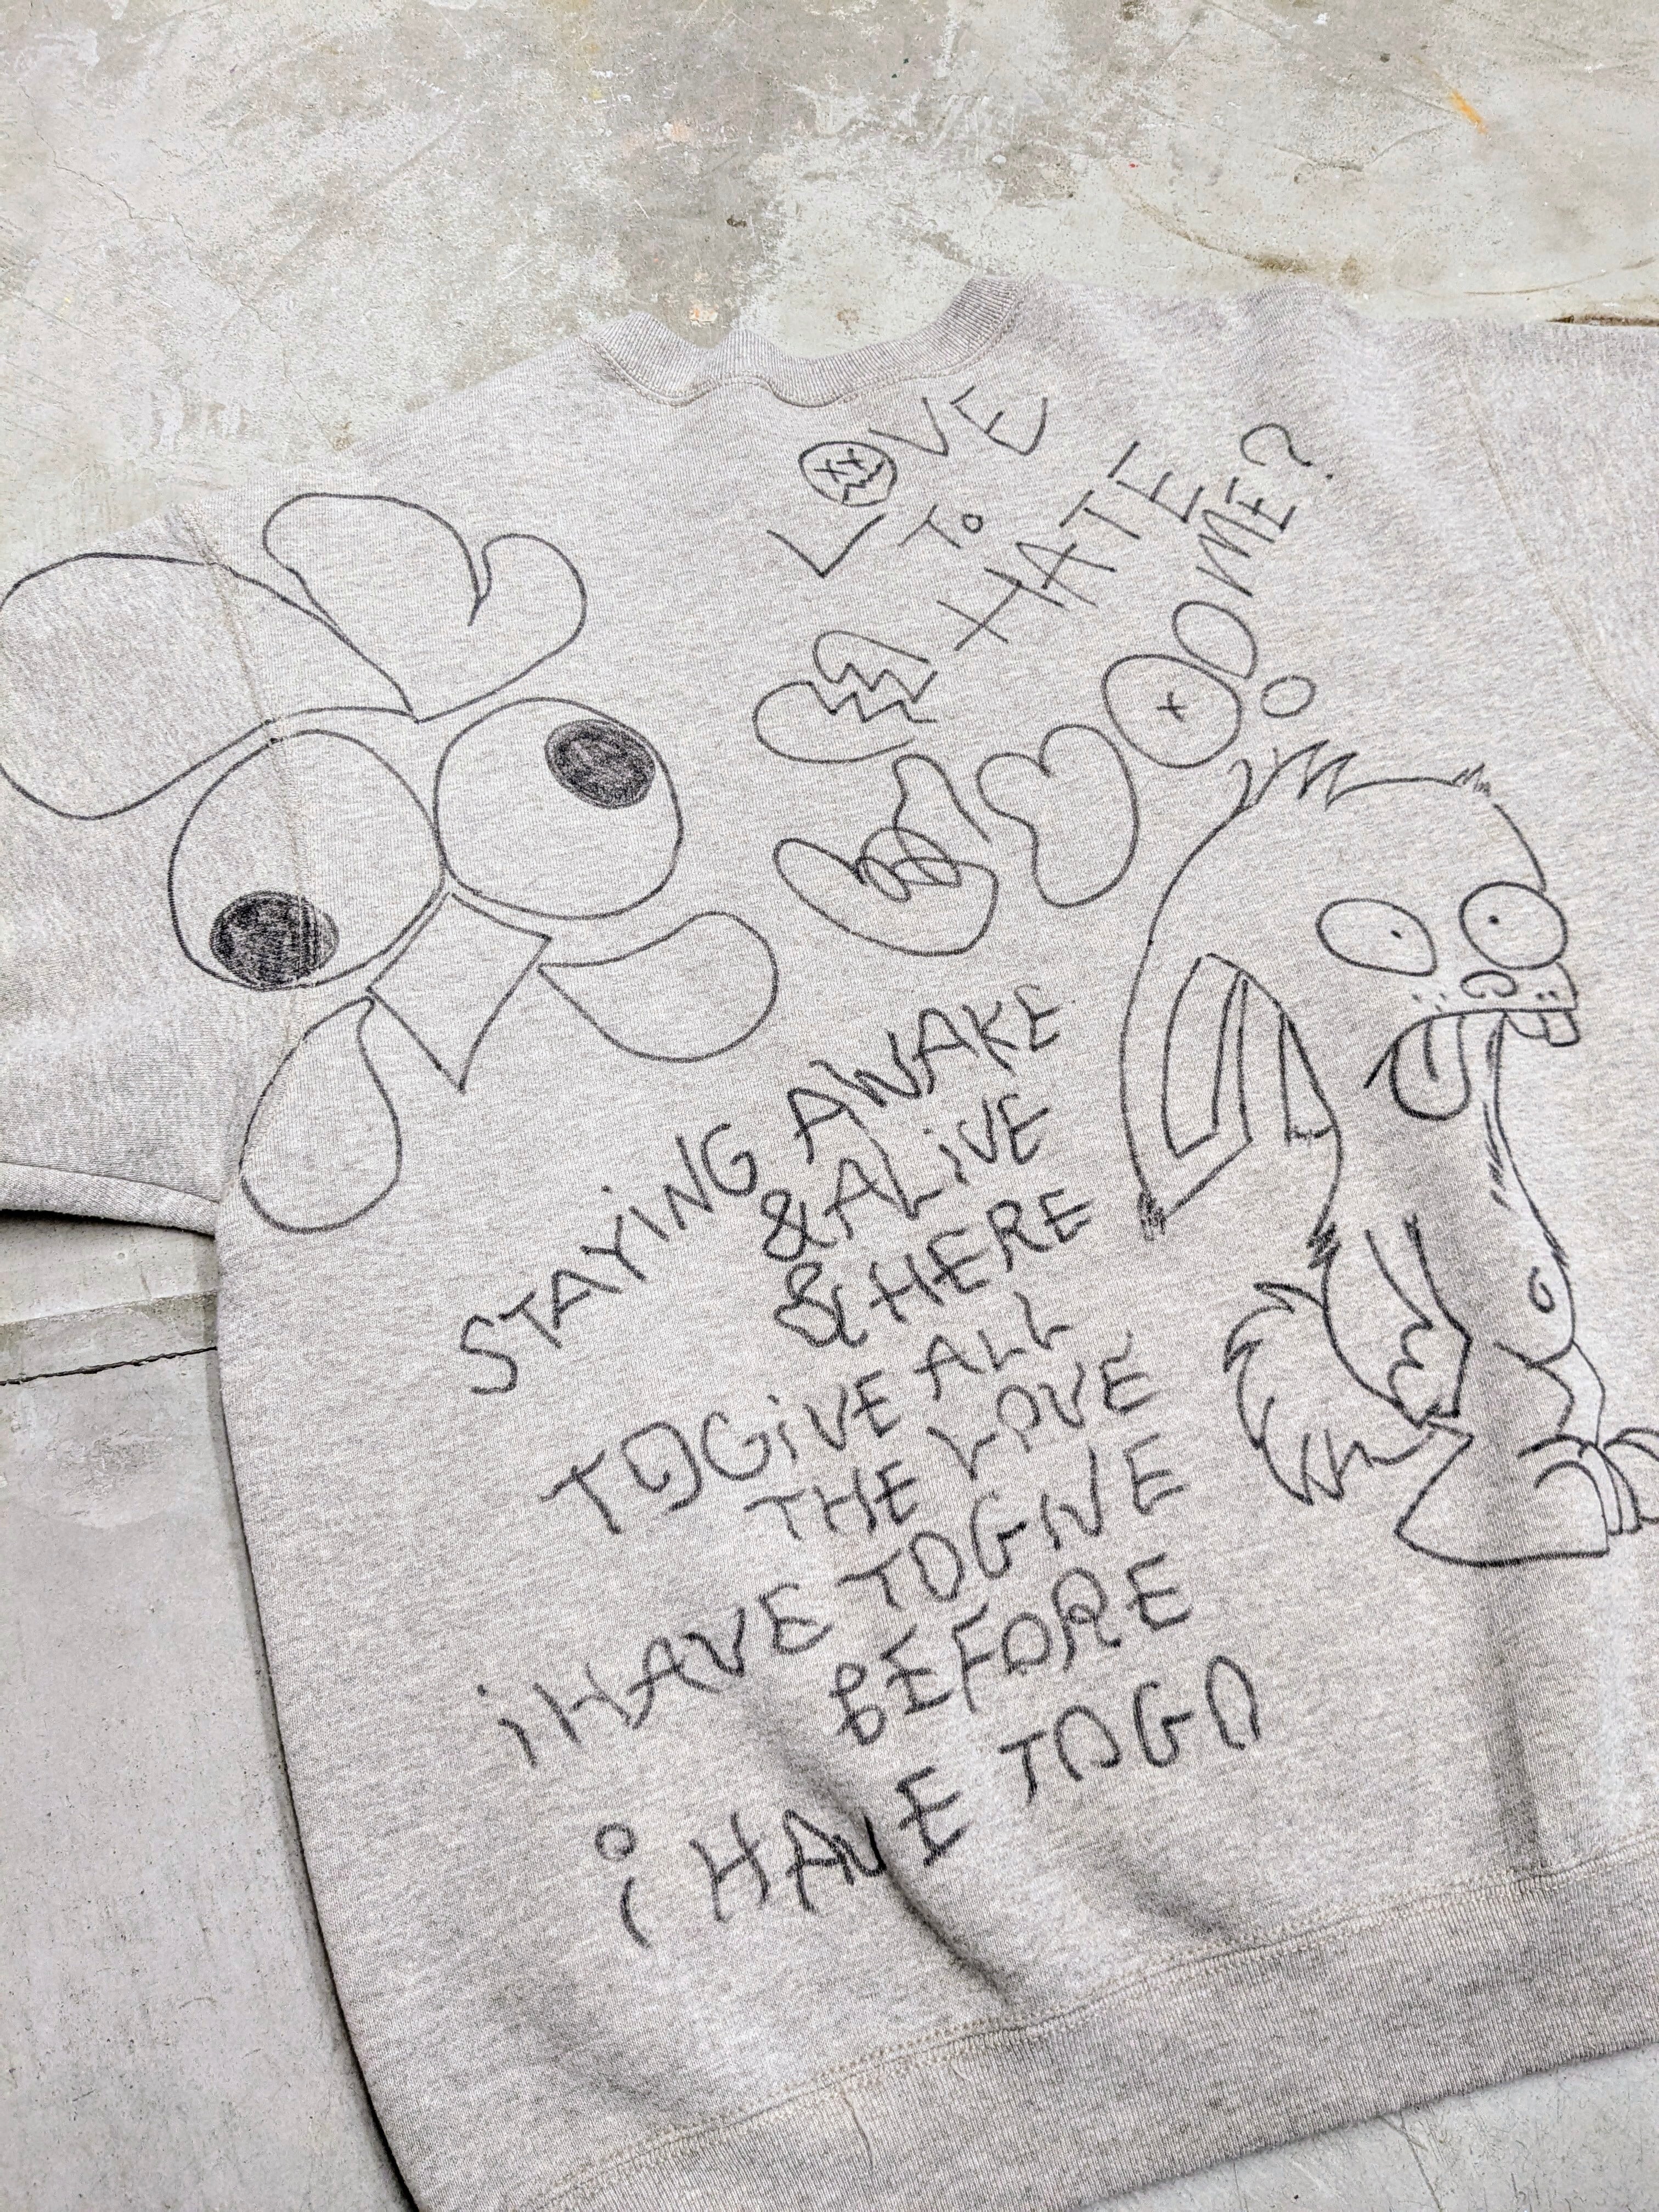 LOVE
TO
HATE
ME?
STAYiNG AWAKE
& ALiVE
& HERE
TO GiVE ALL
THE LOVE
i HAVE TO GIVE
BEFORE
i HAVE TO GO